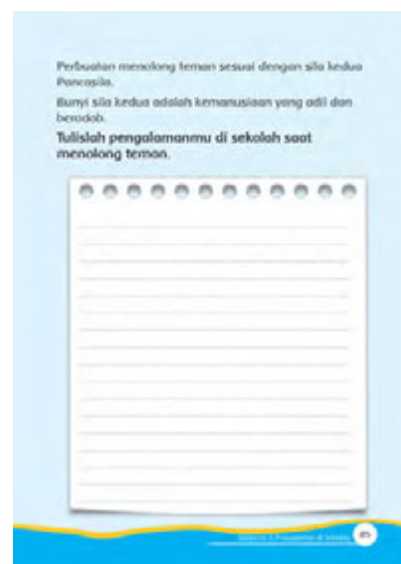 Perbuatan menolong teman sesuai dengan sila kedua
Pancasila.
Bunyi sila kedua adalah kemanusiaan yang adil dan
beradab.
Tulislah pengalamanmu di sekolah saat
menolong teman.